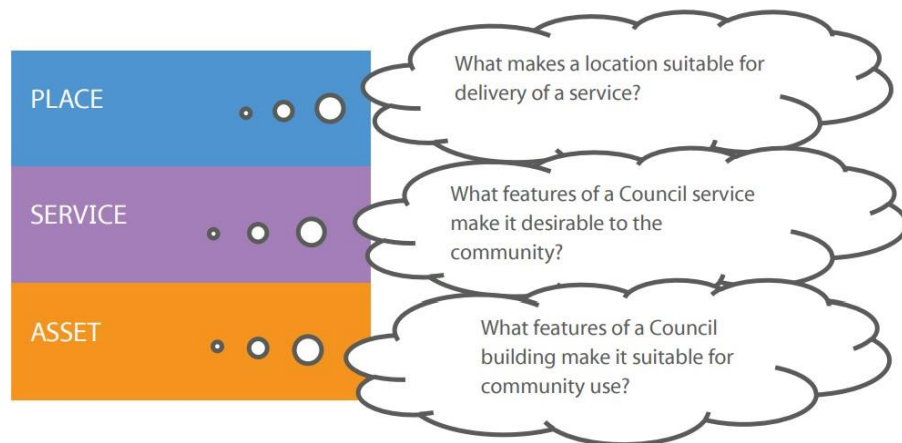 PLACE
What makes a location suitable for
delivery of a service?
SERVICE
What features of a Council service
make it desirable to the
community?
ASSET
What features of a Council
building make it suitable for
community use?